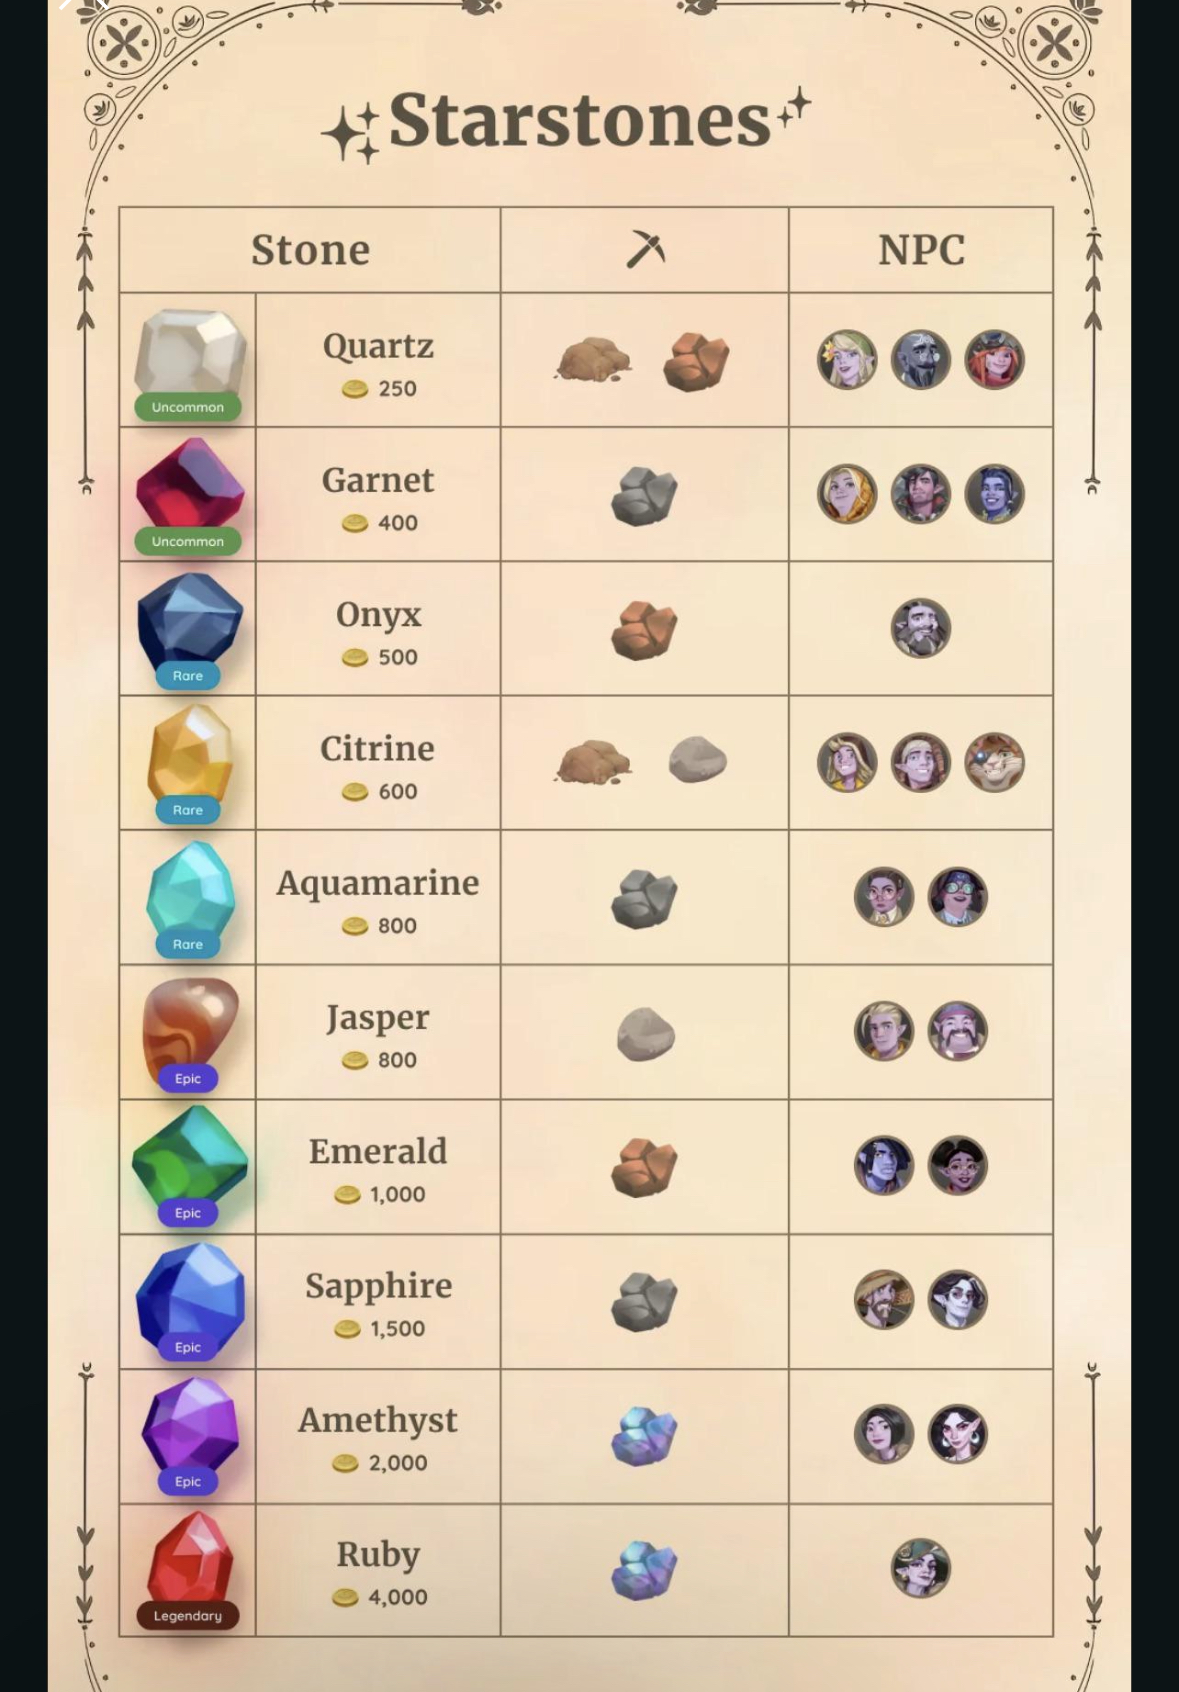 Starstones
Stone NPC
Quartz
250
Uncommon
Garnet
400
Uncommon
Onyx
500
Rare
Citrine
600
Rare
Aquamarine
800
Rare
Jasper
800
Epic
Emerald
1,000
Epic
Sapphire
1,500
Epic
Amethyst
2,000
Epic
Ruby
4,000
Legendary